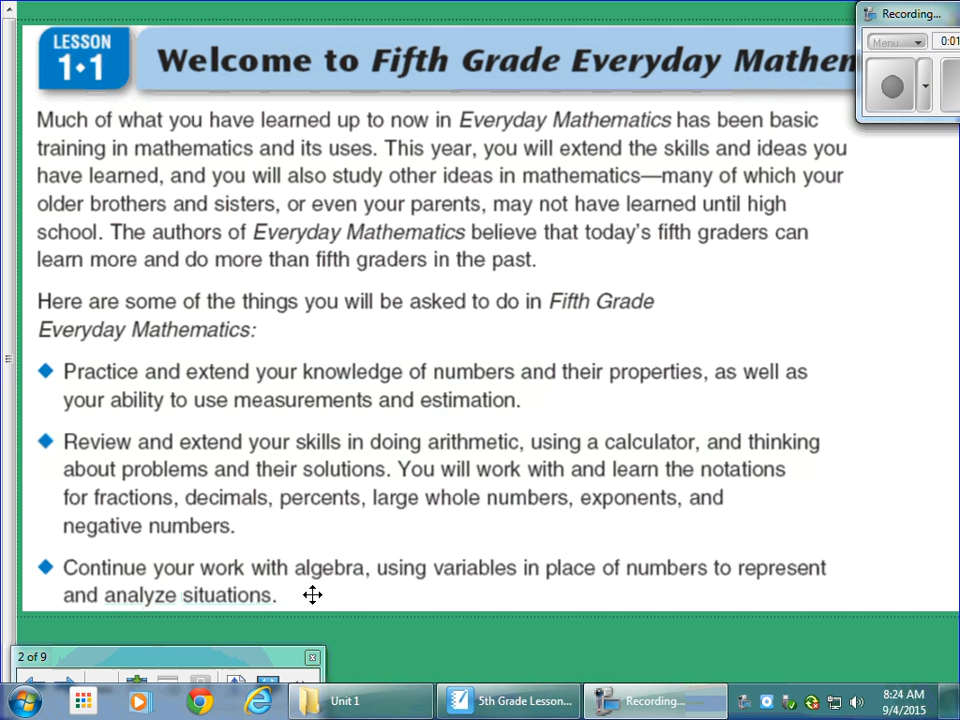 LESSON
1•1
Welcome to Fifth Grade Everyday Mathem
Recording...
Menu
0:01
Much of what you have learned up to now in Everyday Mathematics has been basic
training in mathematics and its uses. This year, you will extend the skills and ideas you
have learned, and you will also study other ideas in mathematics—many of which your
older brothers and sisters, or even your parents, may not have learned until high
school. The authors of Everyday Mathematics believe that today's fifth graders can
learn more and do more than fifth graders in the past.
Here are some of the things you will be asked to do in Fifth Grade
Everyday Mathematics:
◆ Practice and extend your knowledge of numbers and their properties, as well as
your ability to use measurements and estimation.
◆ Review and extend your skills in doing arithmetic, using a calculator, and thinking
about problems and their solutions. You will work with and learn the notations
for fractions, decimals, percents, large whole numbers, exponents, and
negative numbers.
◆ Continue your work with algebra, using variables in place of numbers to represent
and analyze situations.
2 of 9
Unit 1
5th Grade Lesson...
Recording...
8:24 AM
9/4/2015